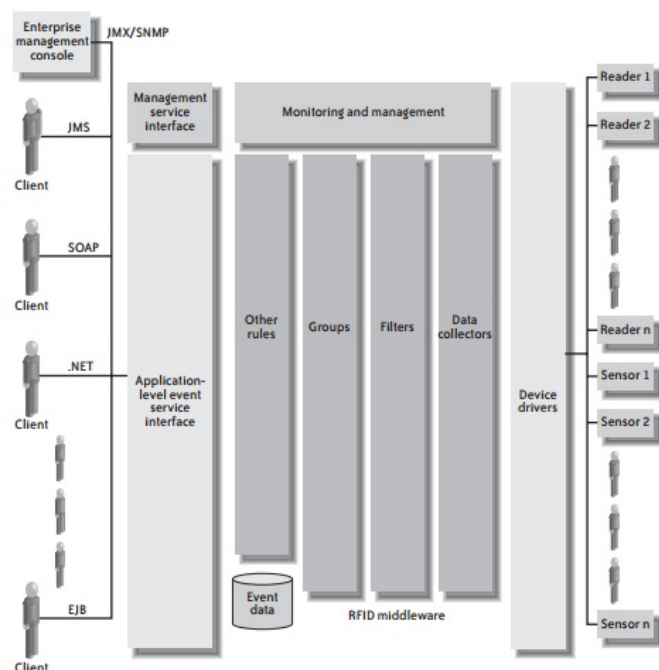 Enterprise
management
console
JMX/SNMP
JMS
Client
SOAP
Client
.NET
Client
EJB
Client
Management
service
interface
Application-
level event
service
interface
Monitoring and management
Other
rules
Groups
Filters
Data
collectors
Event
data
RFID middleware
Device
drivers
Reader 1
Reader 2
Reader n
Sensor 1
Sensor 2
Sensor n